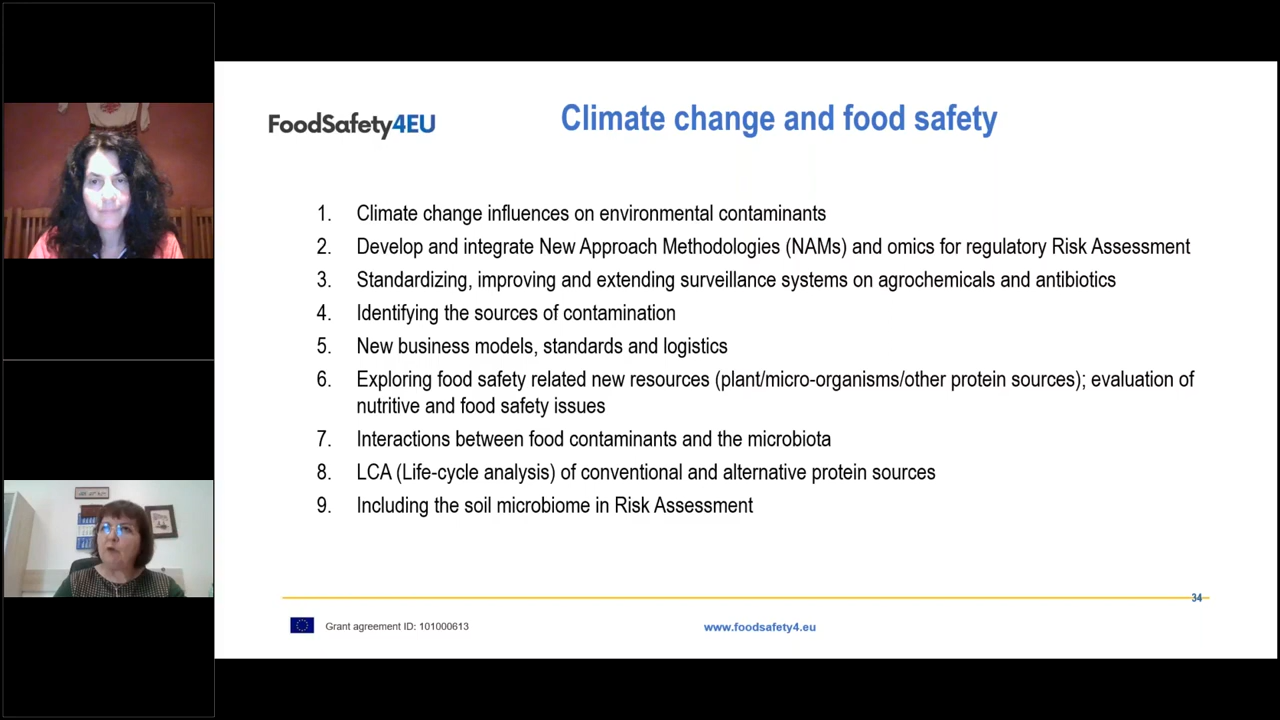 FoodSafety4EU
Climate change and food safety
1. Climate change influences on environmental contaminants
2. Develop and integrate New Approach Methodologies (NAMs) and omics for regulatory Risk Assessment
3. Standardizing, improving and extending surveillance systems on agrochemicals and antibiotics
4. Identifying the sources of contamination
5. New business models, standards and logistics
6. Exploring food safety related new resources (plant/micro-organisms/other protein sources); evaluation of
nutritive and food safety issues
7. Interactions between food contaminants and the microbiota
8. LCA (Life-cycle analysis) of conventional and alternative protein sources
9. Including the soil microbiome in Risk Assessment
34
Grant agreement ID: 101000613
www.foodsafety4.eu